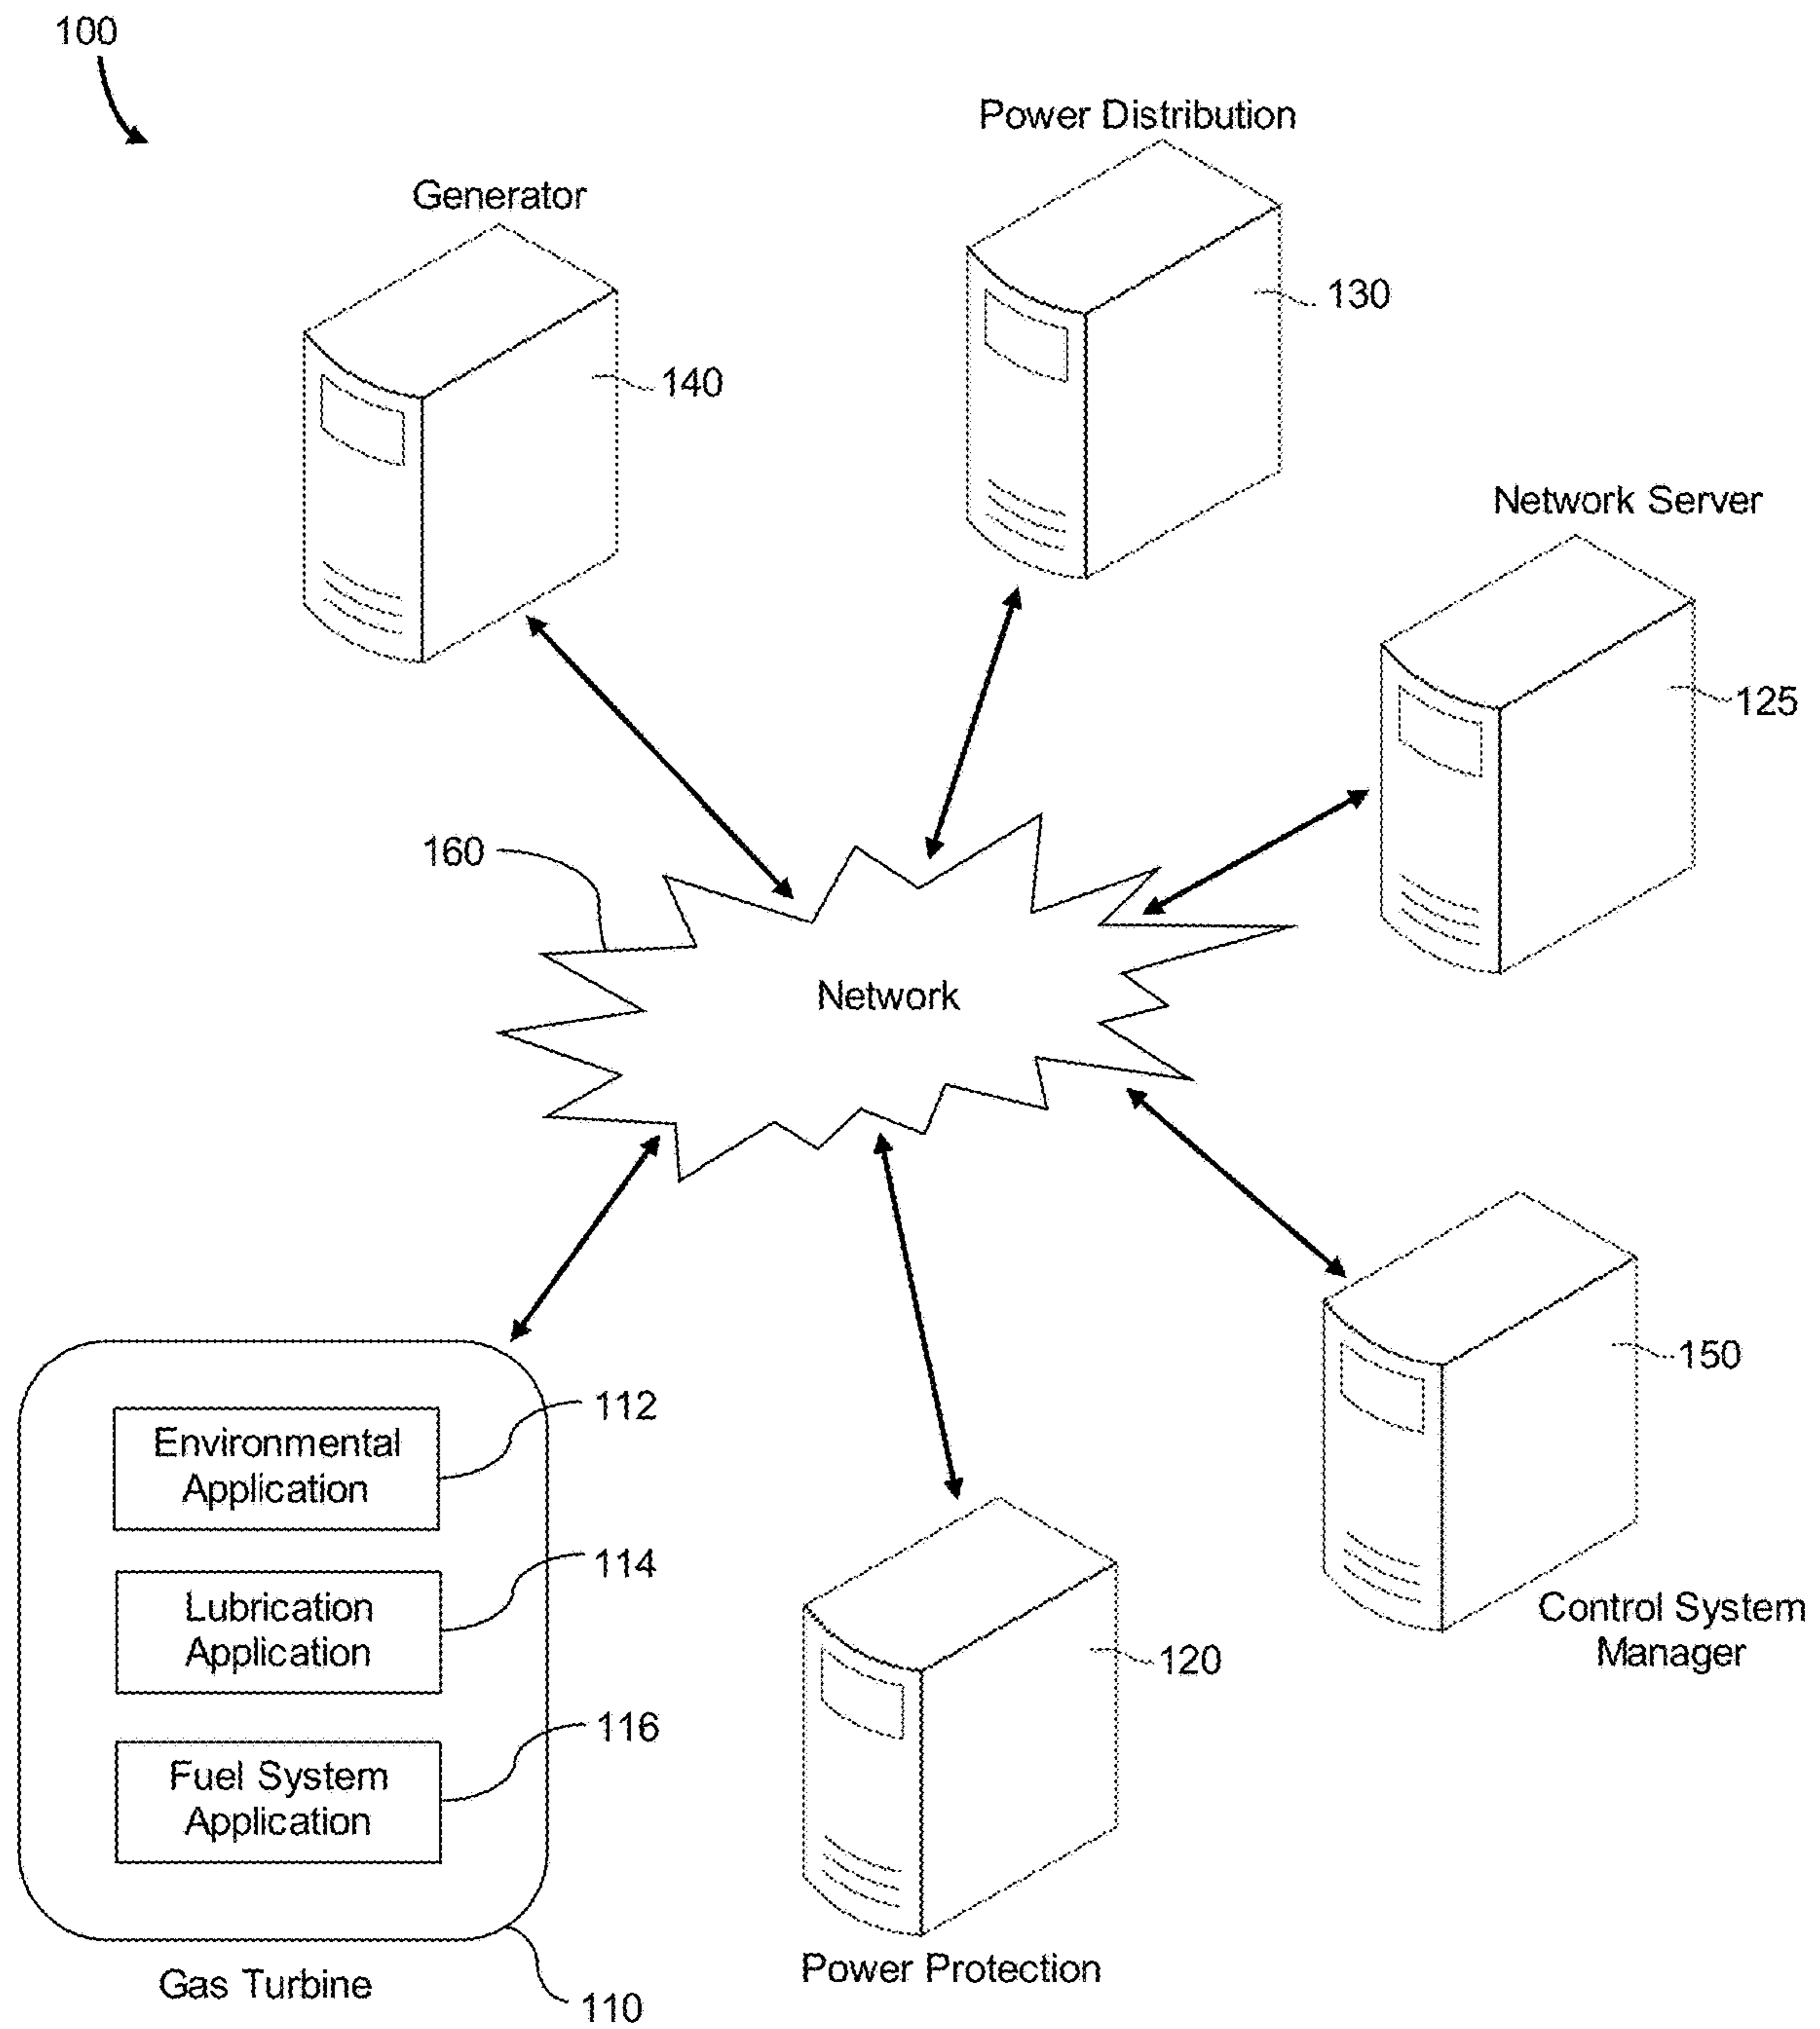 100
Power Distribution
Generator
130
140
Network Server
125
160
Network
150
112
Environmental
Application
114
Lubrication
Application
Control System
Manager
120
116
Fuel System
Application
Power Protection
Gas Turbine
110